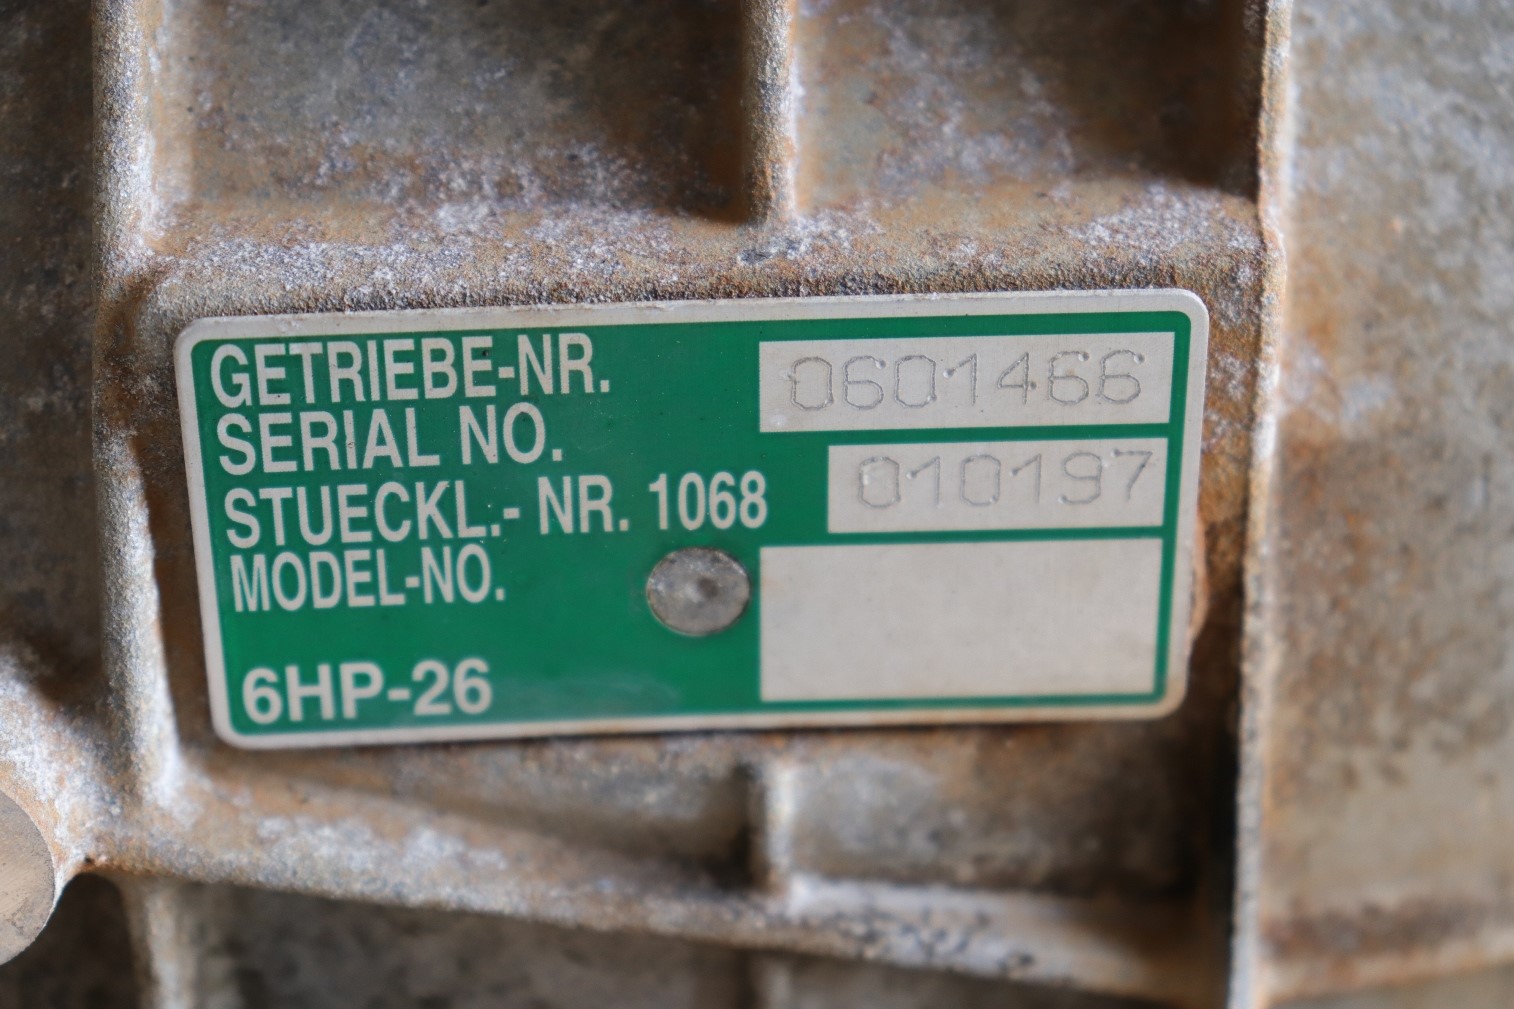 GETRIEBE-NR. 0601466
SERIAL NO.
STUECKL.- NR. 1068 010197
MODEL-NO.
6HP-26